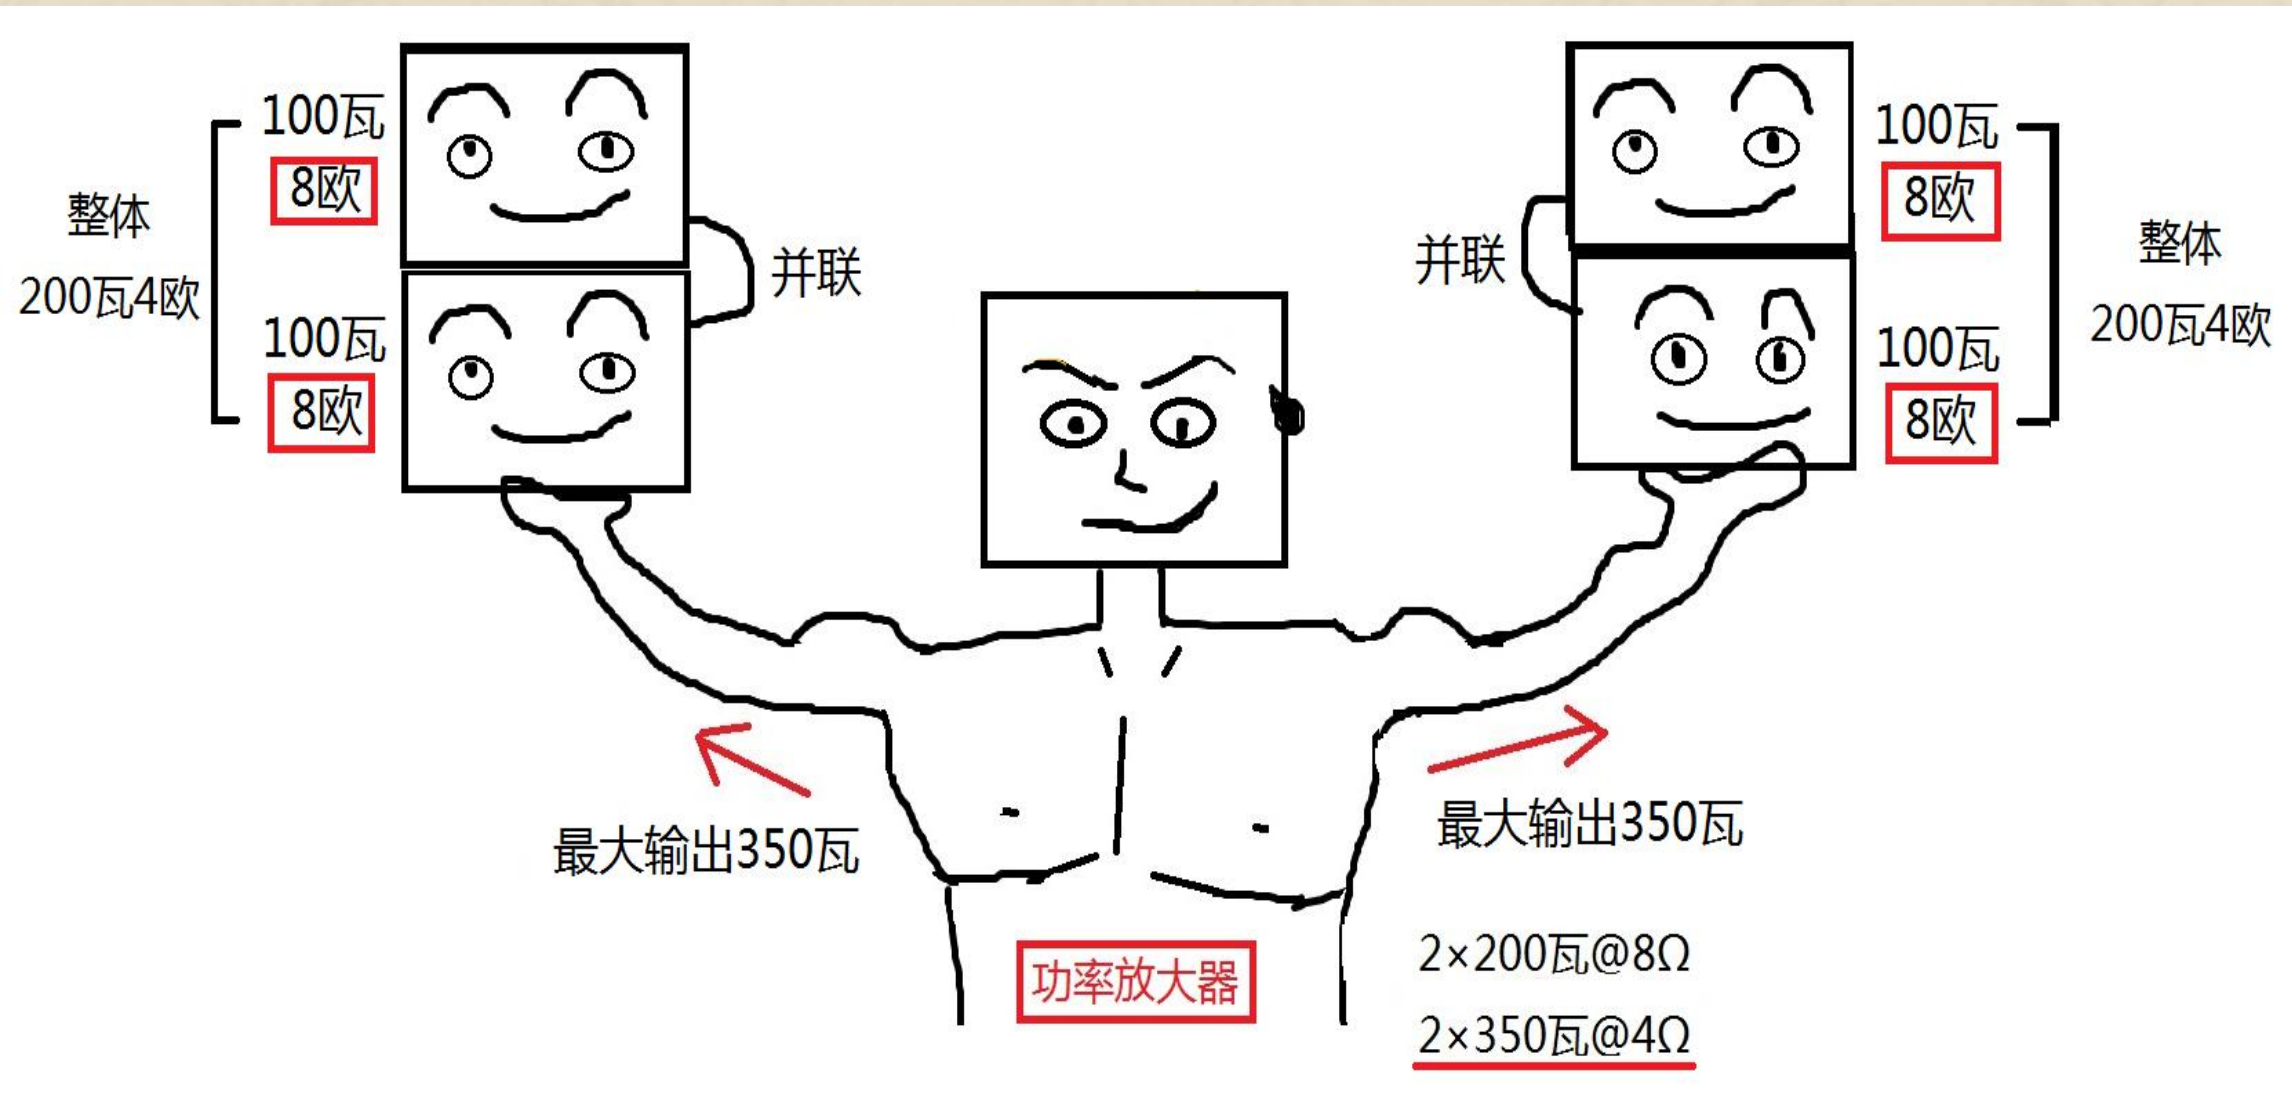 100瓦
8欧
整体
200瓦4欧
100瓦
8欧
并联
并联
100瓦
8欧
整体
200瓦4欧
100瓦
8欧
最大输出350瓦
最大输出350瓦
功率放大器
2×200瓦@8Ω
2×350瓦@4Ω